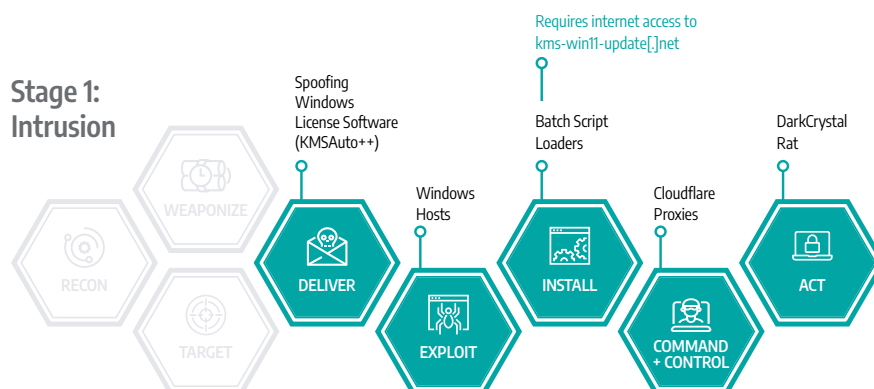 Requires internet access to
kms-win11-update[.]net
Stage 1:
Intrusion
Spoofing
Windows
License Software
(KMSAuto++)
Batch Script
Loaders
DarkCrystal
Rat
Windows
Hosts
Cloudflare
Proxies
WEAPONIZE
RECON
DELIVER
INSTALL
ACT
TARGET
EXPLOIT
COMMAND
+ CONTROL